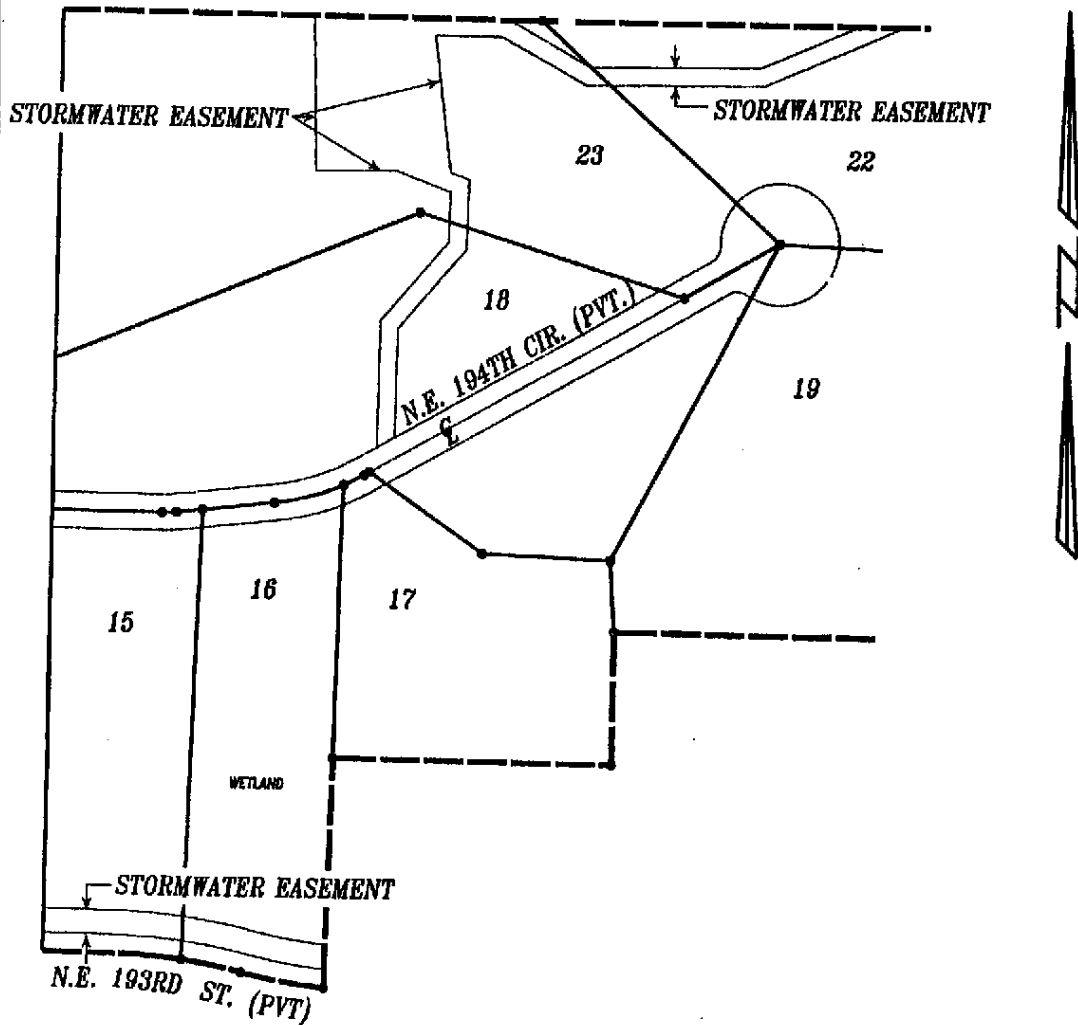 STORMWATER EASEMENT
STORMWATER EASEMENT
23
22
18
N.E. 194TH CIR. (PVT.)
CL
19
16
17
15
WETLAND
STORMWATER EASEMENT
N.E. 193RD ST. (PVT)
N